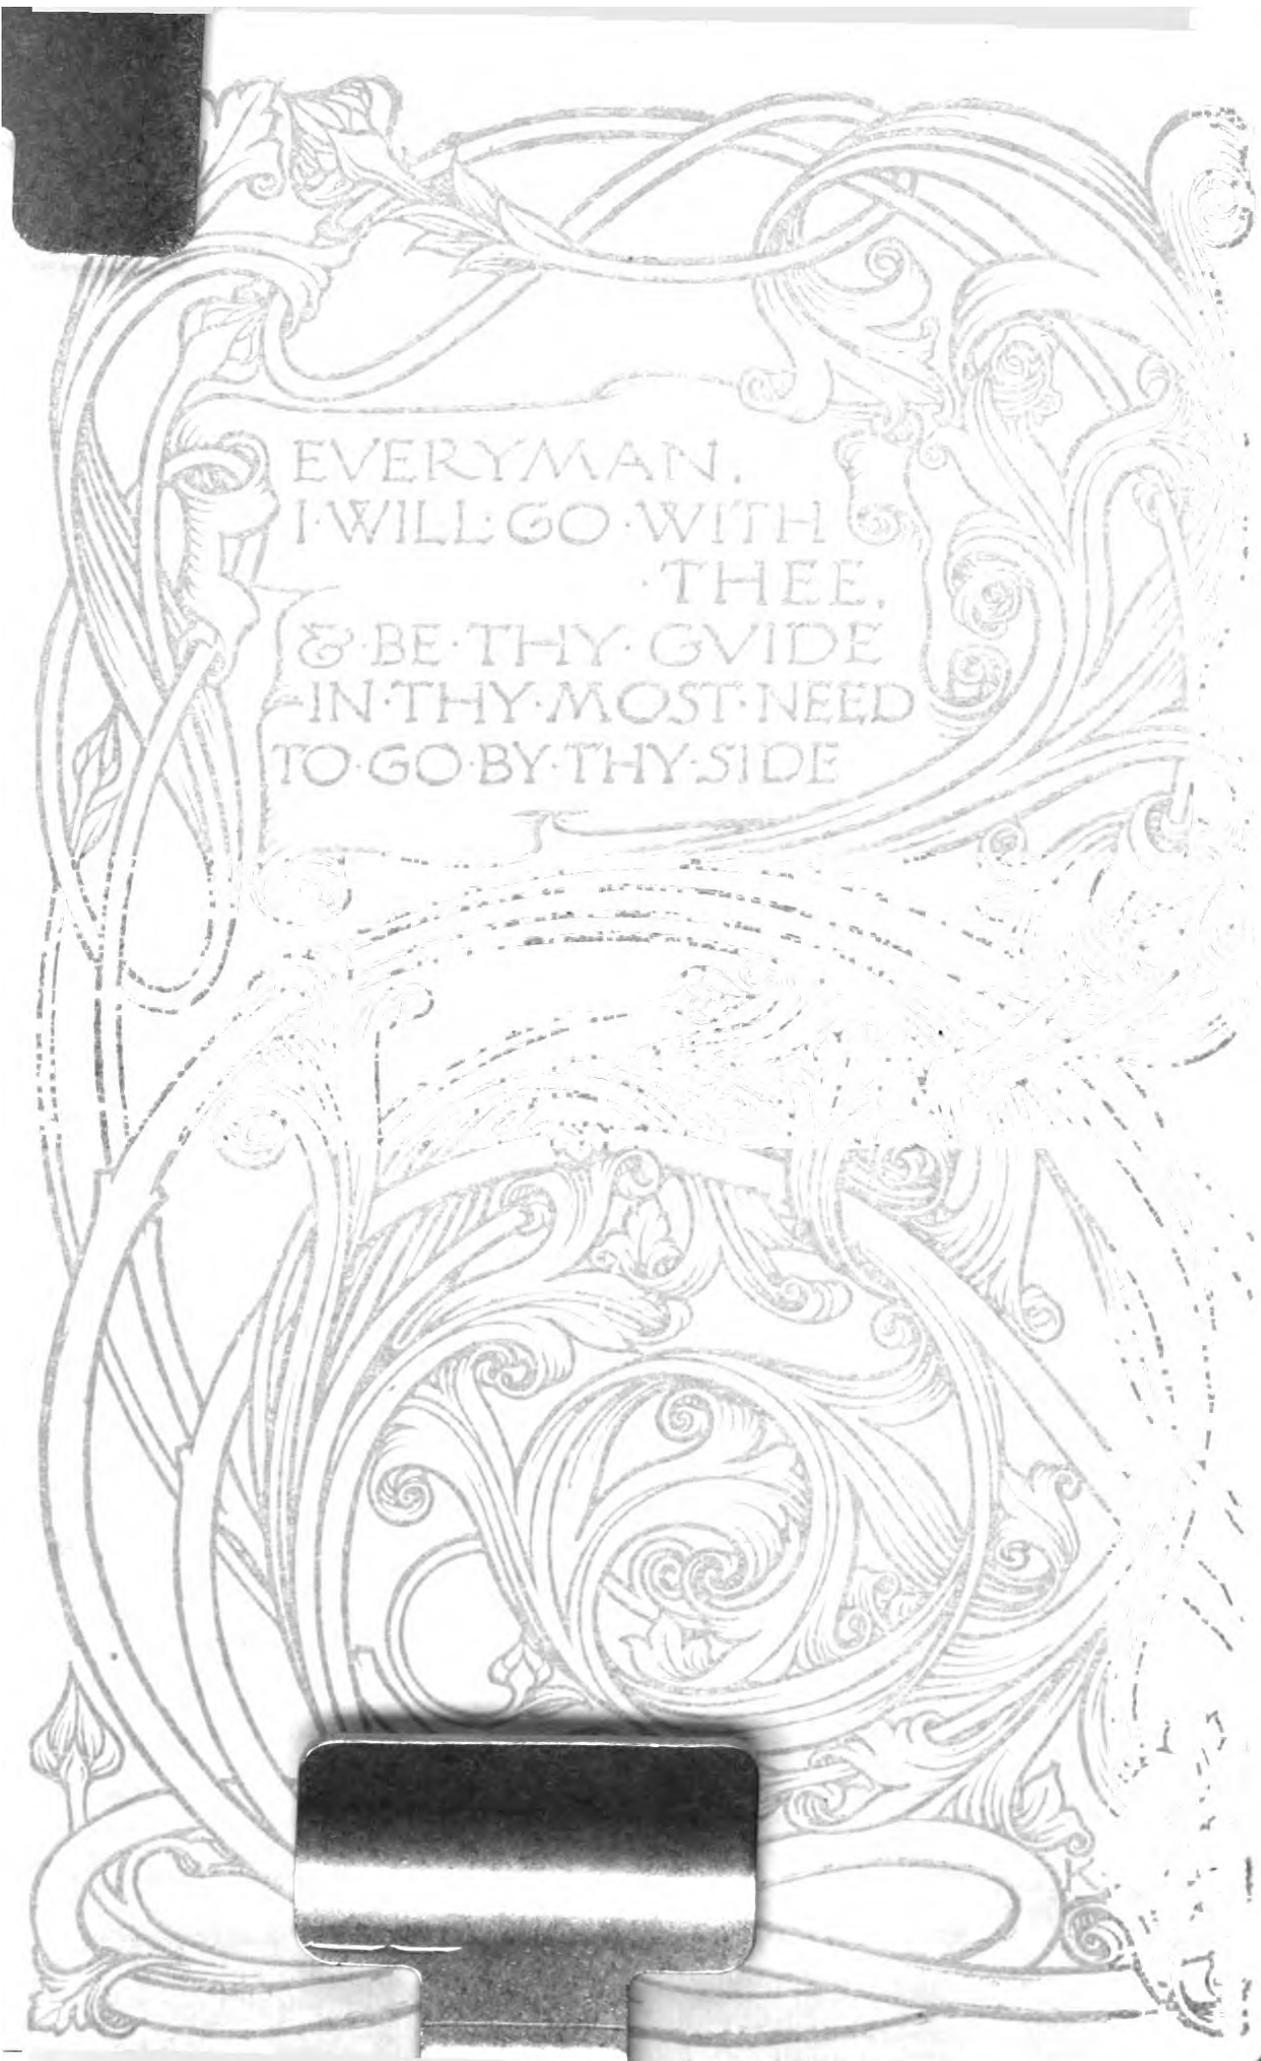 EVERYMAN,
I·WILL·GO·WITH
·THEE,
&·BE·THY·GVIDE
IN·THY·MOST·NEED
TO·GO·BY·THY·SIDE